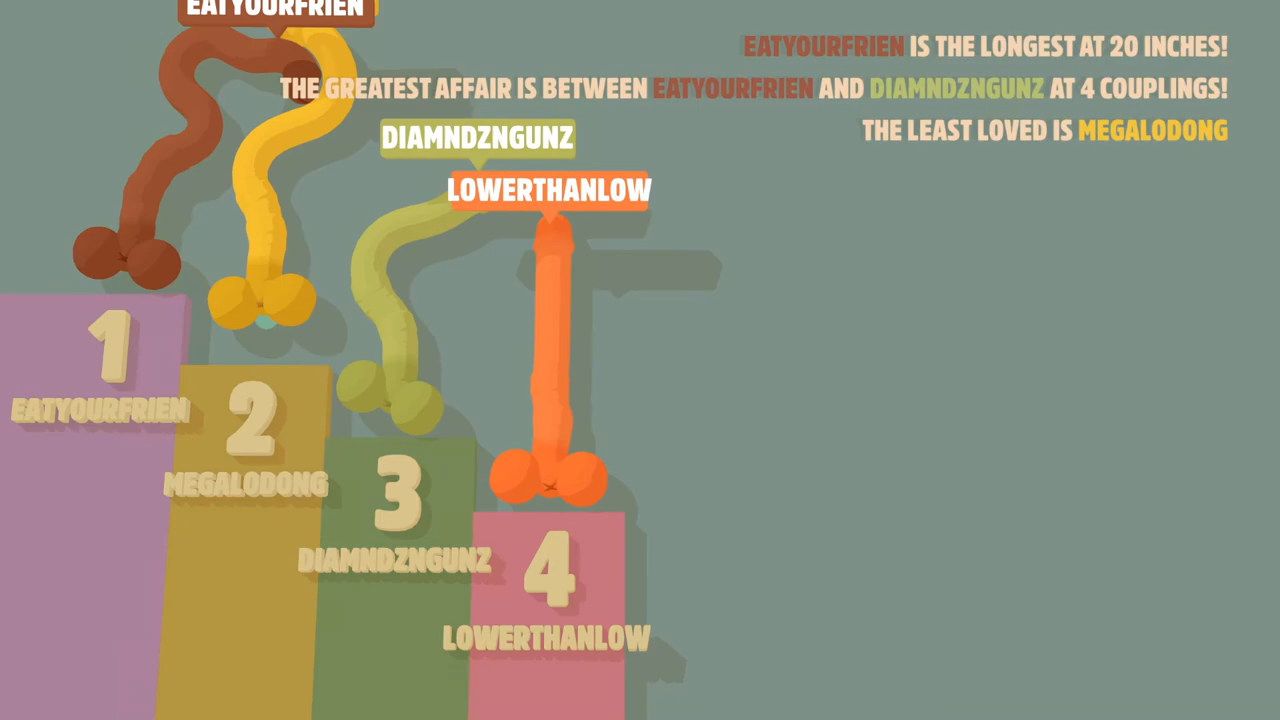 EATYOURFRIEN
EATYOURFRIEN IS THE LONGEST AT 20 INCHES!
THE GREATEST AFFAIR IS BETWEEN EATYOURFRIEN AND DIAMNDZNGUNZ AT 4 COUPLINGS!
THE LEAST LOVED IS MEGALODONG
DIAMNDZNGUNZ
LOWERTHANLOW
1
EATYOURFRIEN
2
MEGALODONG
3
DIAMNDZNGUNZ
4
LOWERTHANLOW